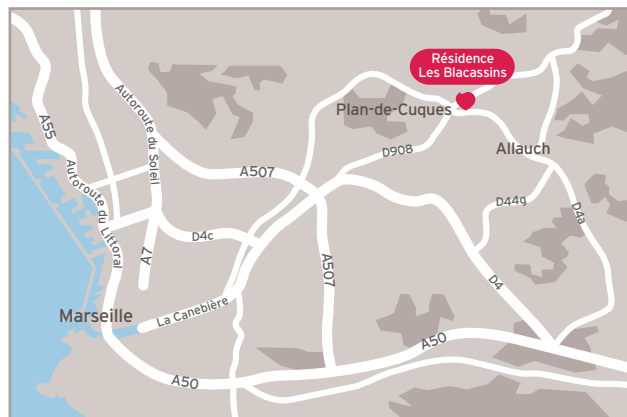 Résidence
Les Blacassins
Plan-de-Cuques
Allauch
A55
Autoroute du Soleil
Autoroute du Littoral
A507
D908
D44g
D4a
D4c
A7
A507
D4
Marseille
La Canebière
A50
A50